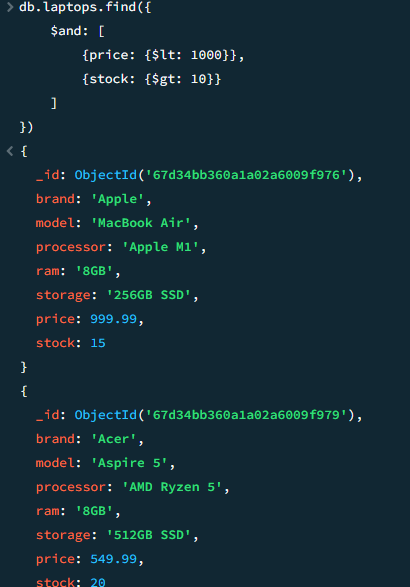 db.laptops.find({
$and: [
{price: {$lt: 1000}},
{stock: {$gt: 10}}
]
})
{
_id: ObjectId('67d34bb360a1a02a6009f976'),
brand: 'Apple',
model: 'MacBook Air',
processor: 'Apple M1',
ram: '8GB',
storage: '256GB SSD',
price: 999.99,
stock: 15
}
{
_id: ObjectId('67d34bb360a1a02a6009f979'),
brand: 'Acer',
model: 'Aspire 5',
processor: 'AMD Ryzen 5',
ram: '8GB',
storage: '512GB SSD',
price: 549.99,
stock: 20